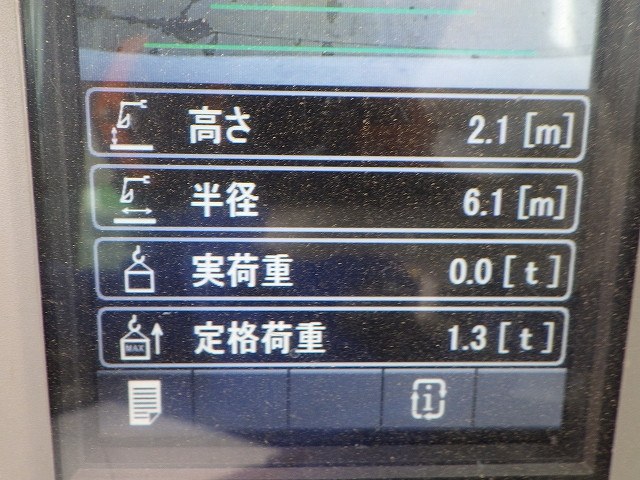 高さ 2.1 [m]
半径 6.1 [m]
実荷重 0.0 [ t ]
MAX 定格荷重 1.3 [ t ]
i